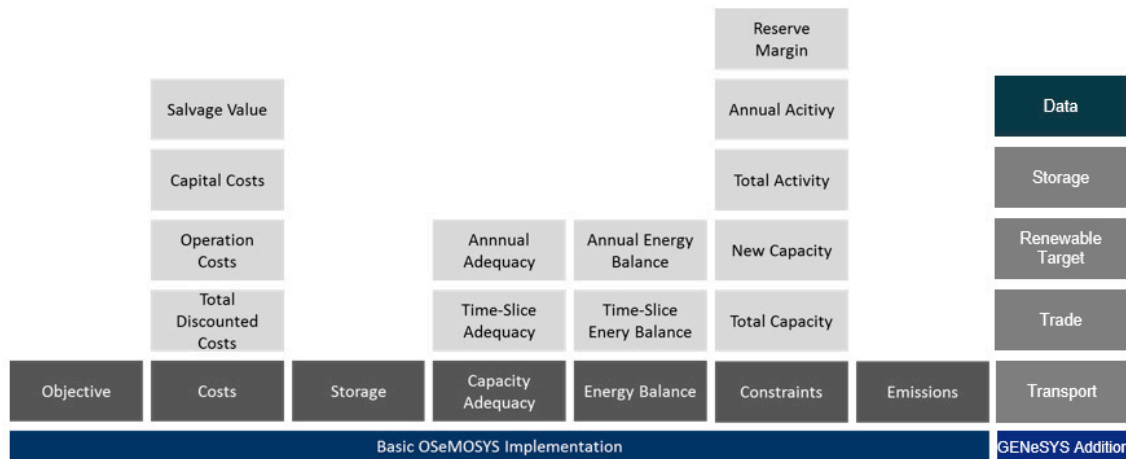 Reserve
Margin
Salvage Value
Annual Acitivy
Data
Capital Costs
Total Activity
Storage
Operation
Costs
Annnual
Adequacy
Annual Energy
Balance
New Capacity
Renewable
Target
Total
Discounted
Costs
Time-Slice
Adequacy
Time-Slice
Enery Balance
Total Capacity
Trade
Objective
Costs
Storage
Capacity
Adequacy
Energy Balance
Constraints
Emissions
Transport
Basic OSeMOSYS Implementation
GENeSYS Addition